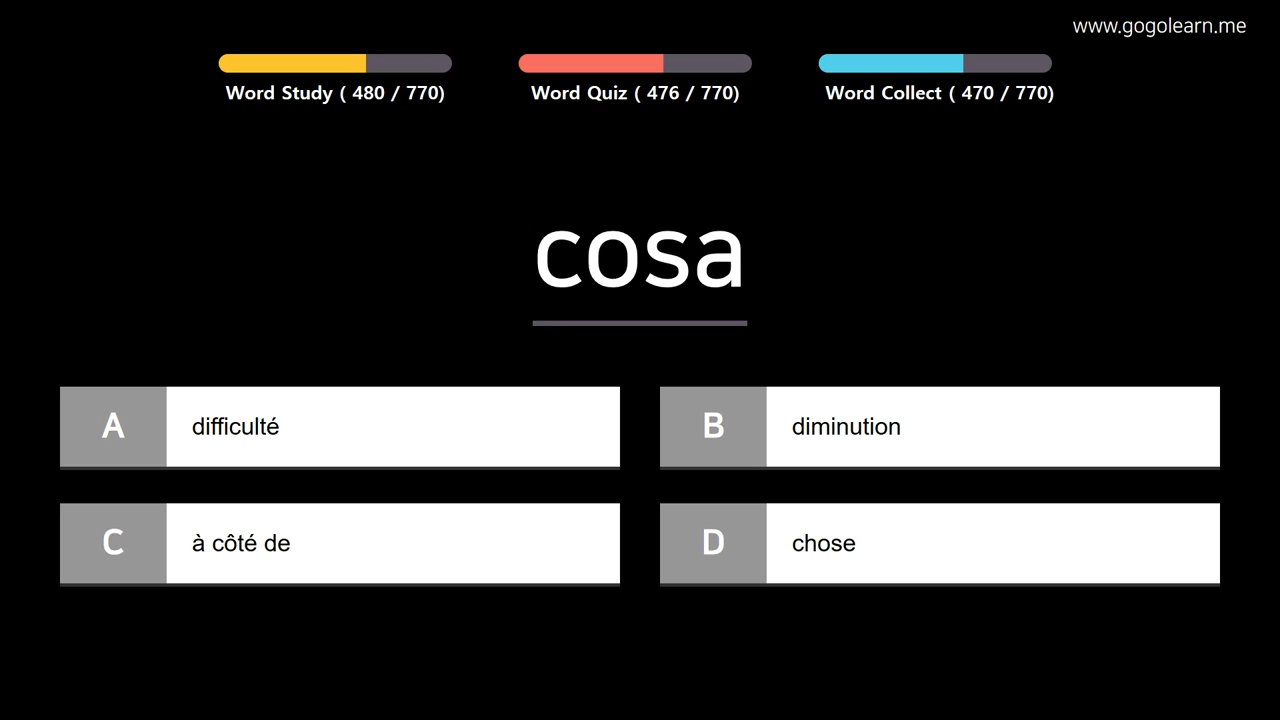 www.gogolearn.me
Word Study ( 480 / 770)
Word Quiz ( 476 / 770)
Word Collect ( 470 / 770)
cosa
A difficulté
B diminution
C à côté de
D chose